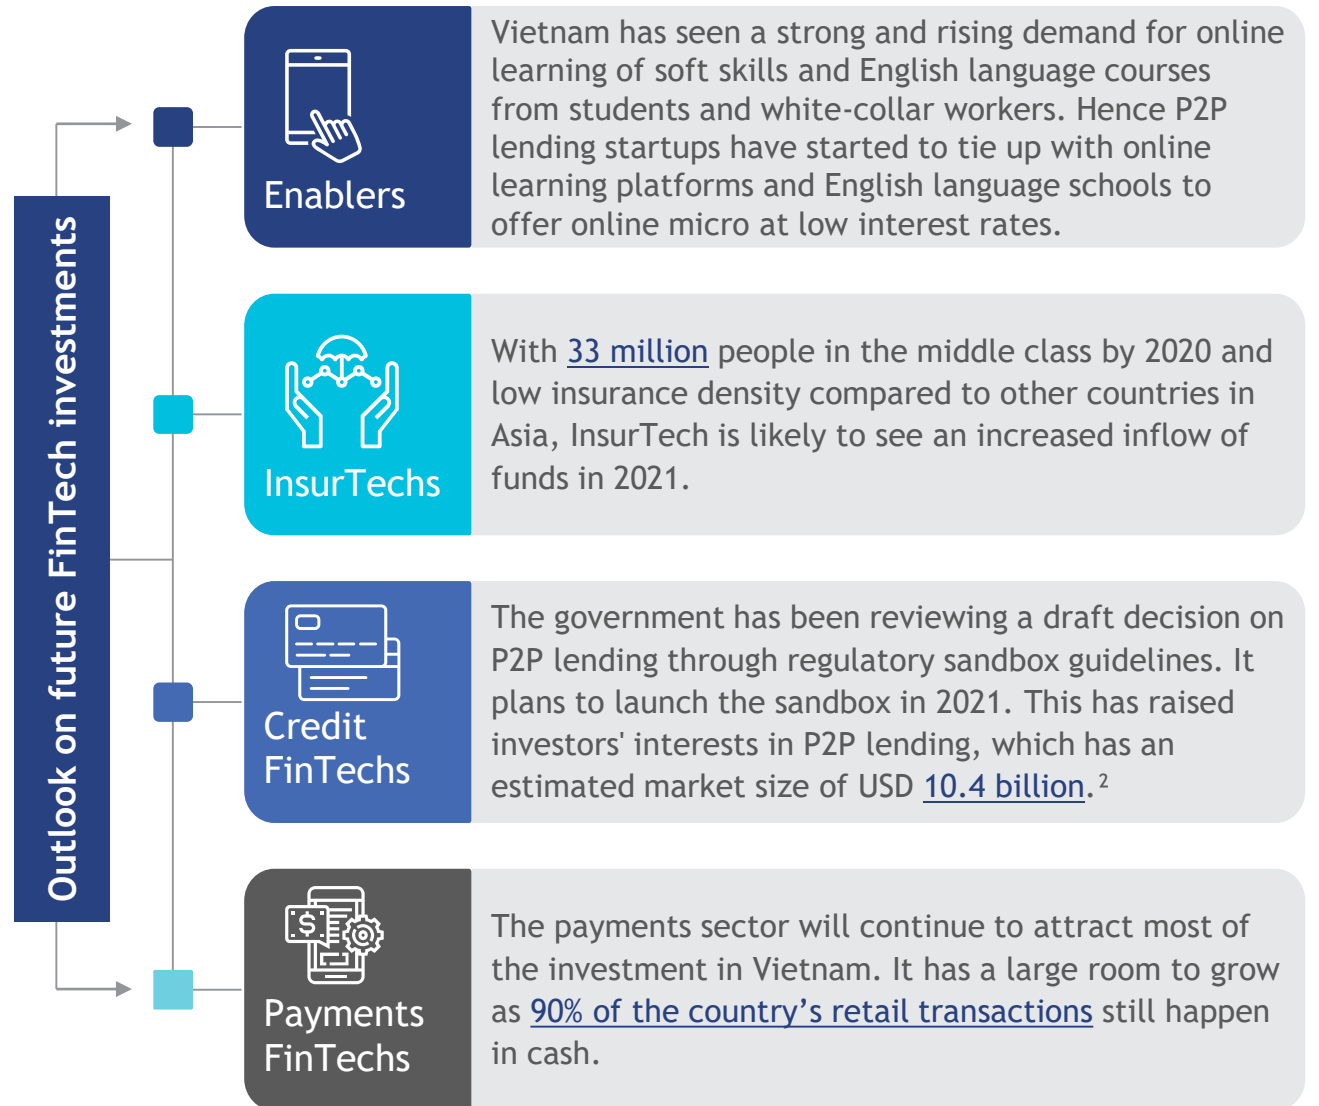 Outlook on future FinTech investments
Enablers
Vietnam has seen a strong and rising demand for online
learning of soft skills and English language courses
from students and white-collar workers. Hence P2P
lending startups have started to tie up with online
learning platforms and English language schools to
offer online micro at low interest rates.
InsurTechs
With 33 million people in the middle class by 2020 and
low insurance density compared to other countries in
Asia, InsurTech is likely to see an increased inflow of
funds in 2021.
Credit
FinTechs
The government has been reviewing a draft decision on
P2P lending through regulatory sandbox guidelines. It
plans to launch the sandbox in 2021. This has raised
investors' interests in P2P lending, which has an
estimated market size of USD 10.4 billion.²
$
Payments
FinTechs
The payments sector will continue to attract most of
the investment in Vietnam. It has a large room to grow
as 90% of the country’s retail transactions still happen
in cash.